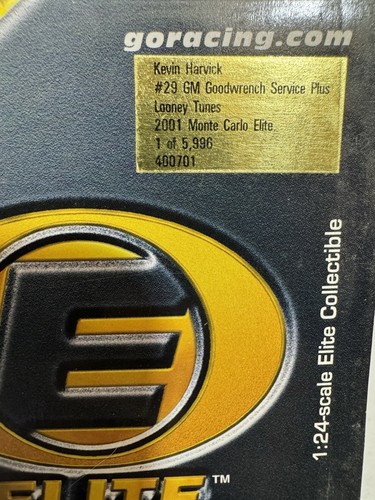 goracing.com
Kevin Harvick
#29 GM Goodwrench Service Plus
Looney Tunes
2001 Monte Carlo Elite
1 of 5,996
400701
1:24-scale Elite Collectible
E
ELITE™